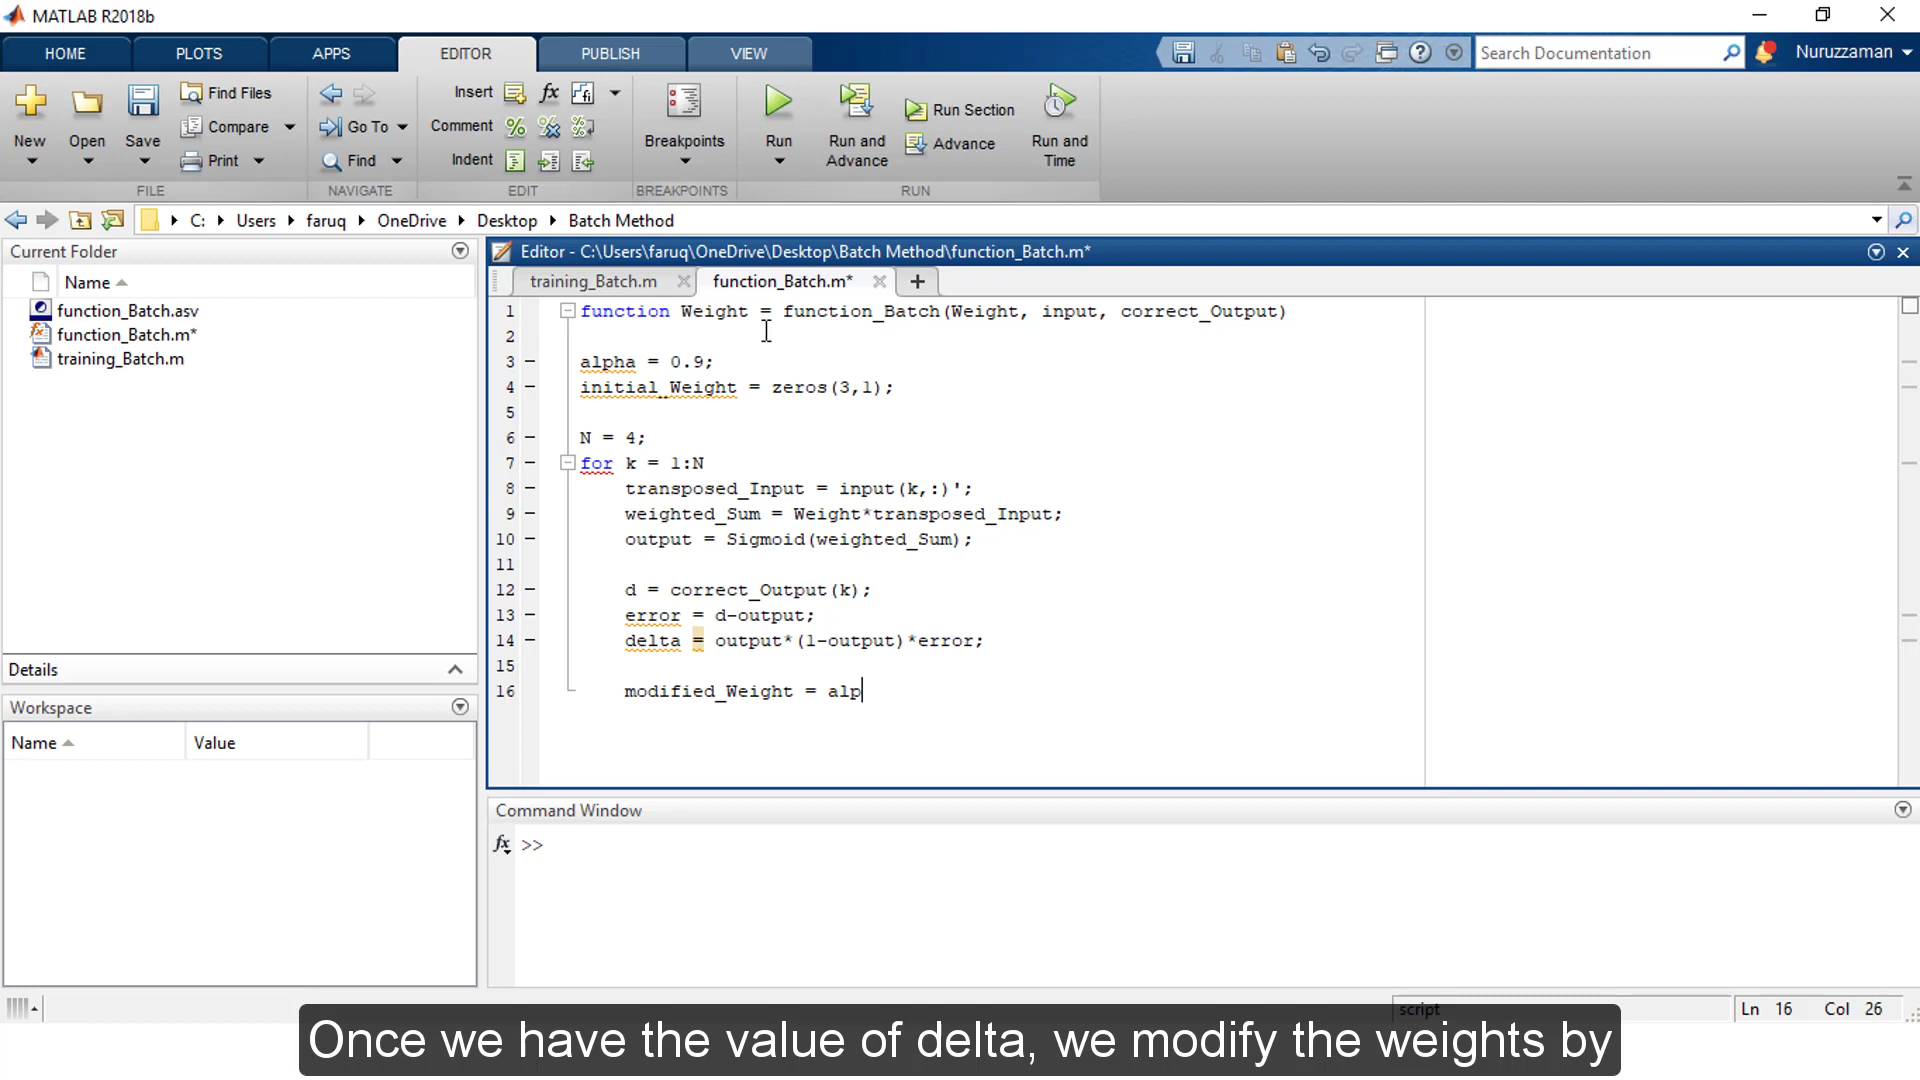 MATLAB R2018b
HOME PLOTS APPS EDITOR PUBLISH VIEW Search Documentation Nuruzzaman
New Open Save Find Files Compare Print Go To Find Insert fx Comment Indent Breakpoints Run Run and Advance Run Section Advance Run and Time
FILE NAVIGATE EDIT BREAKPOINTS RUN
C: Users faruq OneDrive Desktop Batch Method
Current Folder
Name
function_Batch.asv
function_Batch.m*
training_Batch.m
Details
Workspace
Name Value
Editor - C:\Users\faruq\OneDrive\Desktop\Batch Method\function_Batch.m*
training_Batch.m function_Batch.m* +
1 function Weight = function_Batch(Weight, input, correct_Output)
2
3 – alpha = 0.9;
4 – initial_Weight = zeros(3,1);
5
6 – N = 4;
7 – for k = 1:N
8 – transposed_Input = input(k,:)';
9 – weighted_Sum = Weight*transposed_Input;
10 – output = Sigmoid(weighted_Sum);
11
12 – d = correct_Output(k);
13 – error = d-output;
14 – delta = output*(1-output)*error;
15
16 modified_Weight = alp
Command Window
fx >>
script Ln 16 Col 26
Once we have the value of delta, we modify the weights by